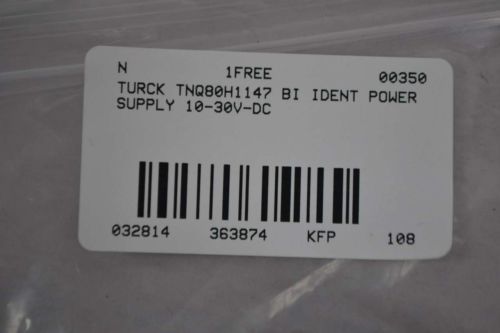 N 1FREE 00350
TURCK TNQ80H1147 BI IDENT POWER
SUPPLY 10-30V-DC
032814 363874 KFP 108